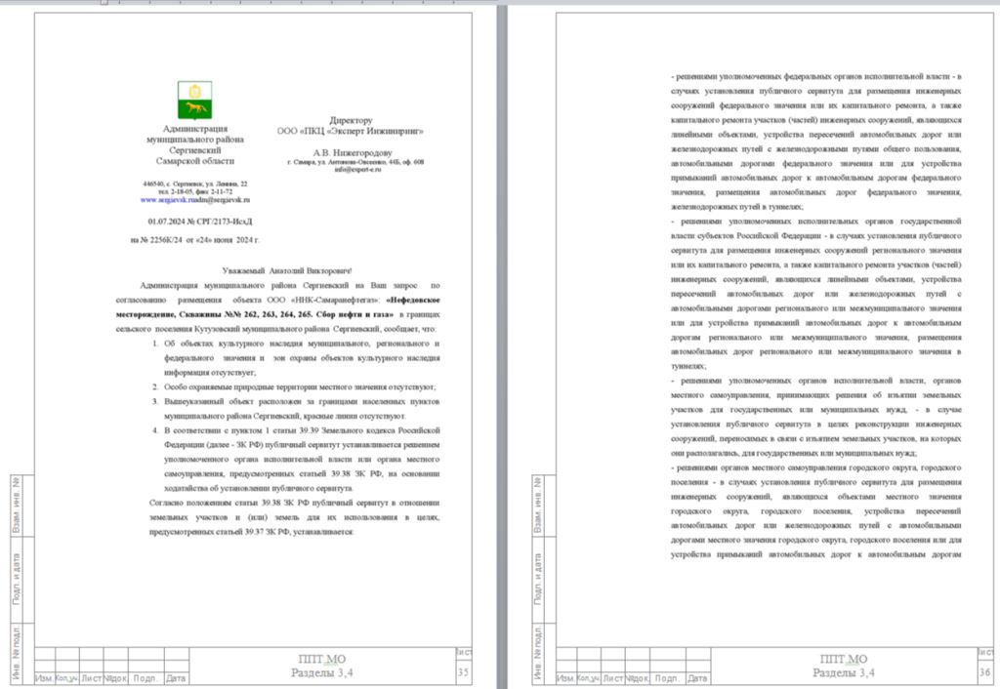 Администрация
муниципального района
Сергиевский
Самарской области
446540, с. Сергиевск, ул. Ленина, 22
тел. 2-18-05, факс 2-11-72
www.sergievsk.ruadm@sergievsk.ru
01.07.2024 № СРГ/2173-ИсхД
на № 2256К/24 от «24» июня 2024 г.
Директору
ООО «ПКЦ «Эксперт Инжиниринг»
А.В. Нижегородову
г. Самара, ул. Антонова-Овсеенко, 44Б, оф. 608
info@expert-e.ru
Уважаемый Анатолий Викторович!
Администрация муниципального района Сергиевский на Ваш запрос по
согласованию размещения объекта ООО «ННК-Самаранефтегаз»: «Нефедовское
месторождение, Скважины №№ 262, 263, 264, 265. Сбор нефти и газа» в границах
сельского поселения Кутузовский муниципального района Сергиевский, сообщает, что:
1. Об объектах культурного наследия муниципального, регионального и
федерального значения и зон охраны объектов культурного наследия
информация отсутствует;
2. Особо охраняемые природные территории местного значения отсутствуют;
3. Вышеуказанный объект расположен за границами населенных пунктов
муниципального района Сергиевский, красные линии отсутствуют.
4. В соответствии с пунктом 1 статьи 39.39 Земельного кодекса Российской
Федерации (далее - ЗК РФ) публичный сервитут устанавливается решением
уполномоченного органа исполнительной власти или органа местного
самоуправления, предусмотренных статьей 39.38 ЗК РФ, на основании
ходатайства об установлении публичного сервитута.
Согласно положениям статьи 39.38 ЗК РФ публичный сервитут в отношении
земельных участков и (или) земель для их использования в целях,
предусмотренных статьей 39.37 ЗК РФ, устанавливается:
Взам. инв. №
Подп. и дата
Инв. № подл.
Изм. Кол.уч. Лист №док. Подп. Дата
ППТ.МО
Разделы 3,4
Лист
35
- решениями уполномоченных федеральных органов исполнительной власти - в
случаях установления публичного сервитута для размещения инженерных
сооружений федерального значения или их капитального ремонта, а также
капитального ремонта участков (частей) инженерных сооружений, являющихся
линейными объектами, устройства пересечений автомобильных дорог или
железнодорожных путей с железнодорожными путями общего пользования,
автомобильными дорогами федерального значения или для устройства
примыканий автомобильных дорог к автомобильным дорогам федерального
значения, размещения автомобильных дорог федерального значения,
железнодорожных путей в туннелях;
- решениями уполномоченных исполнительных органов государственной
власти субъектов Российской Федерации - в случаях установления публичного
сервитута для размещения инженерных сооружений регионального значения
или их капитального ремонта, а также капитального ремонта участков (частей)
инженерных сооружений, являющихся линейными объектами, устройства
пересечений автомобильных дорог или железнодорожных путей с
автомобильными дорогами регионального или межмуниципального значения
или для устройства примыканий автомобильных дорог к автомобильным
дорогам регионального или межмуниципального значения, размещения
автомобильных дорог регионального или межмуниципального значения в
туннелях;
- решениями уполномоченных органов исполнительной власти, органов
местного самоуправления, принимающих решения об изъятии земельных
участков для государственных или муниципальных нужд, - в случае
установления публичного сервитута в целях реконструкции инженерных
сооружений, переносимых в связи с изъятием земельных участков, на которых
они располагались, для государственных или муниципальных нужд;
- решениями органов местного самоуправления городского округа, городского
поселения - в случаях установления публичного сервитута для размещения
инженерных сооружений, являющихся объектами местного значения
городского округа, городского поселения, устройства пересечений
автомобильных дорог или железнодорожных путей с автомобильными
дорогами местного значения городского округа, городского поселения или для
устройства примыканий автомобильных дорог к автомобильным дорогам
Взам. инв. №
Подп. и дата
Инв. № подл.
Изм. Кол.уч. Лист №док. Подп. Дата
ППТ.МО
Разделы 3,4
Лист
36